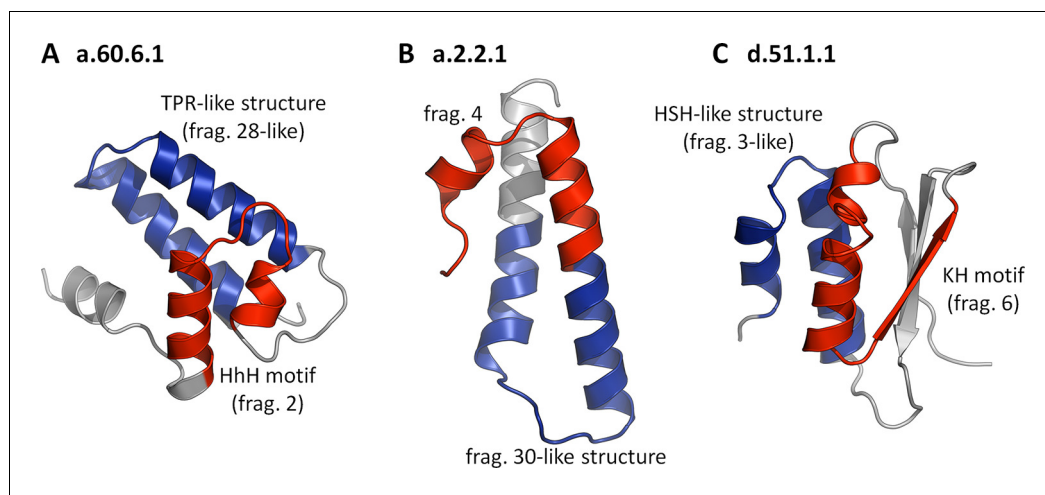 A a.60.6.1
TPR-like structure
(frag. 28-like)
HhH motif
(frag. 2)
B a.2.2.1
frag. 4
frag. 30-like structure
C d.51.1.1
HSH-like structure
(frag. 3-like)
KH motif
(frag. 6)